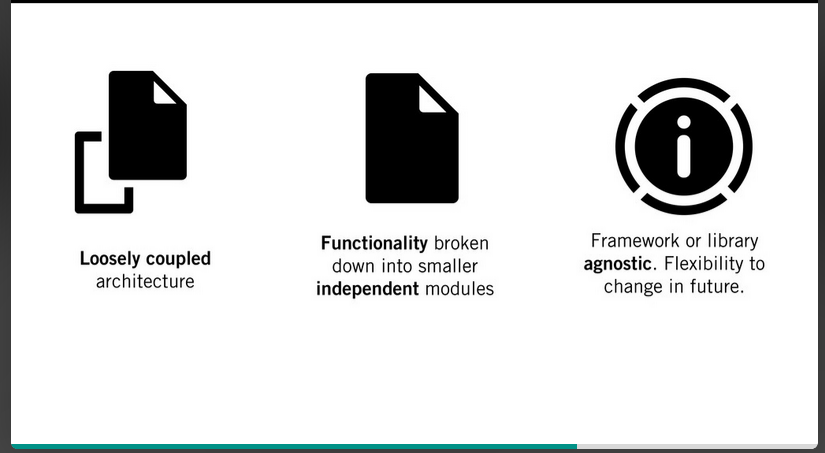 Loosely coupled
architecture
Functionality broken
down into smaller
independent modules
Framework or library
agnostic. Flexibility to
change in future.